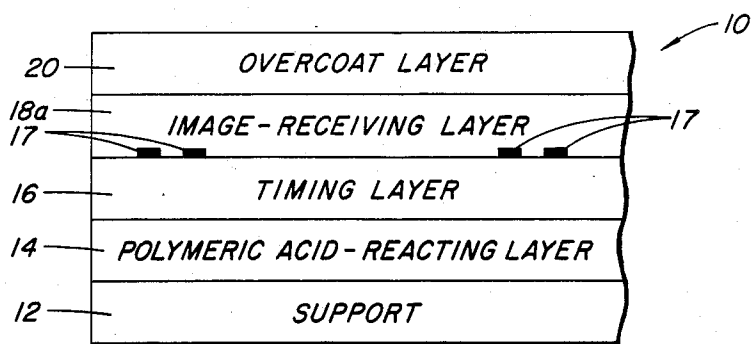 10
20 OVERCOAT LAYER
18a IMAGE-RECEIVING LAYER
17 17
16 TIMING LAYER
14 POLYMERIC ACID-REACTING LAYER
12 SUPPORT